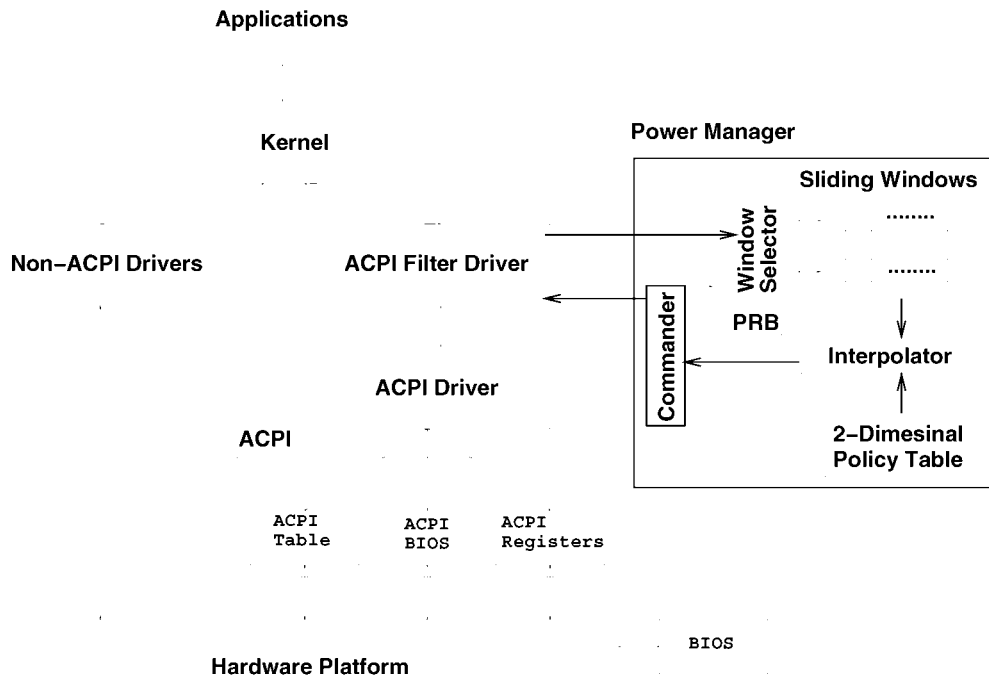 Applications
Kernel
Power Manager
Sliding Windows
Window
Selector
Non-ACPI Drivers
ACPI Filter Driver
PRB
Commander
Interpolator
ACPI Driver
2-Dimesinal
Policy Table
ACPI
ACPI
Table
ACPI
BIOS
ACPI
Registers
BIOS
Hardware Platform